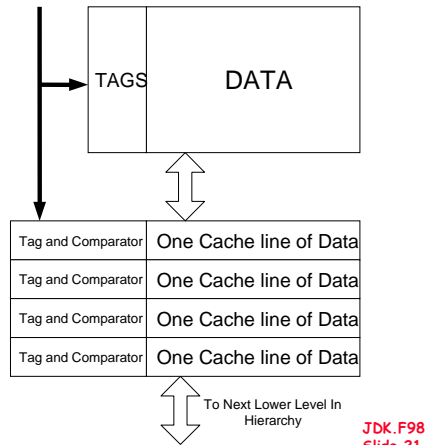 TAGS
DATA
Tag and Comparator
One Cache line of Data
Tag and Comparator
One Cache line of Data
Tag and Comparator
One Cache line of Data
Tag and Comparator
One Cache line of Data
To Next Lower Level In
Hierarchy
JDK.F98
Slide 21